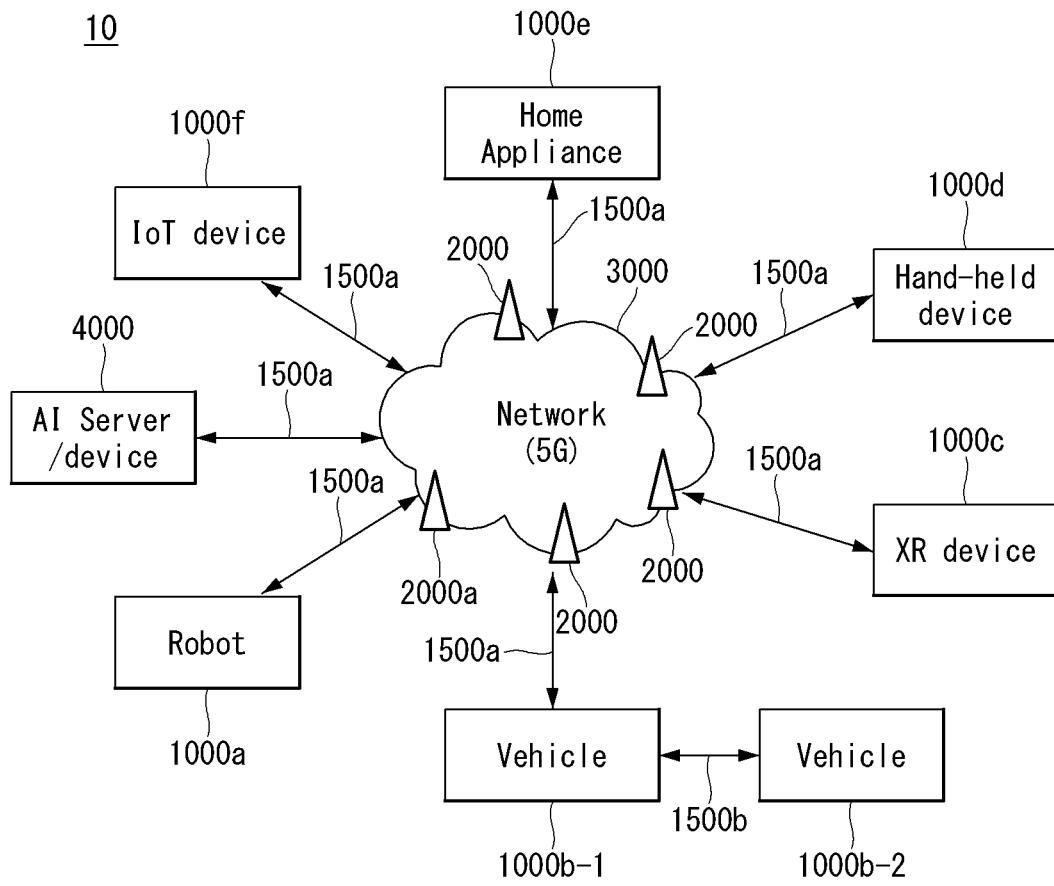 10
1000e
Home
Appliance
1000f
IoT device
1500a
1000d
Hand-held
device
2000
3000
1500a
1500a
2000
4000
AI Server
/device
1500a
Network
(5G)
1000c
XR device
1500a
1500a
2000a
2000
2000
Robot
1000a
1500a
Vehicle
Vehicle
1500b
1000b-1
1000b-2